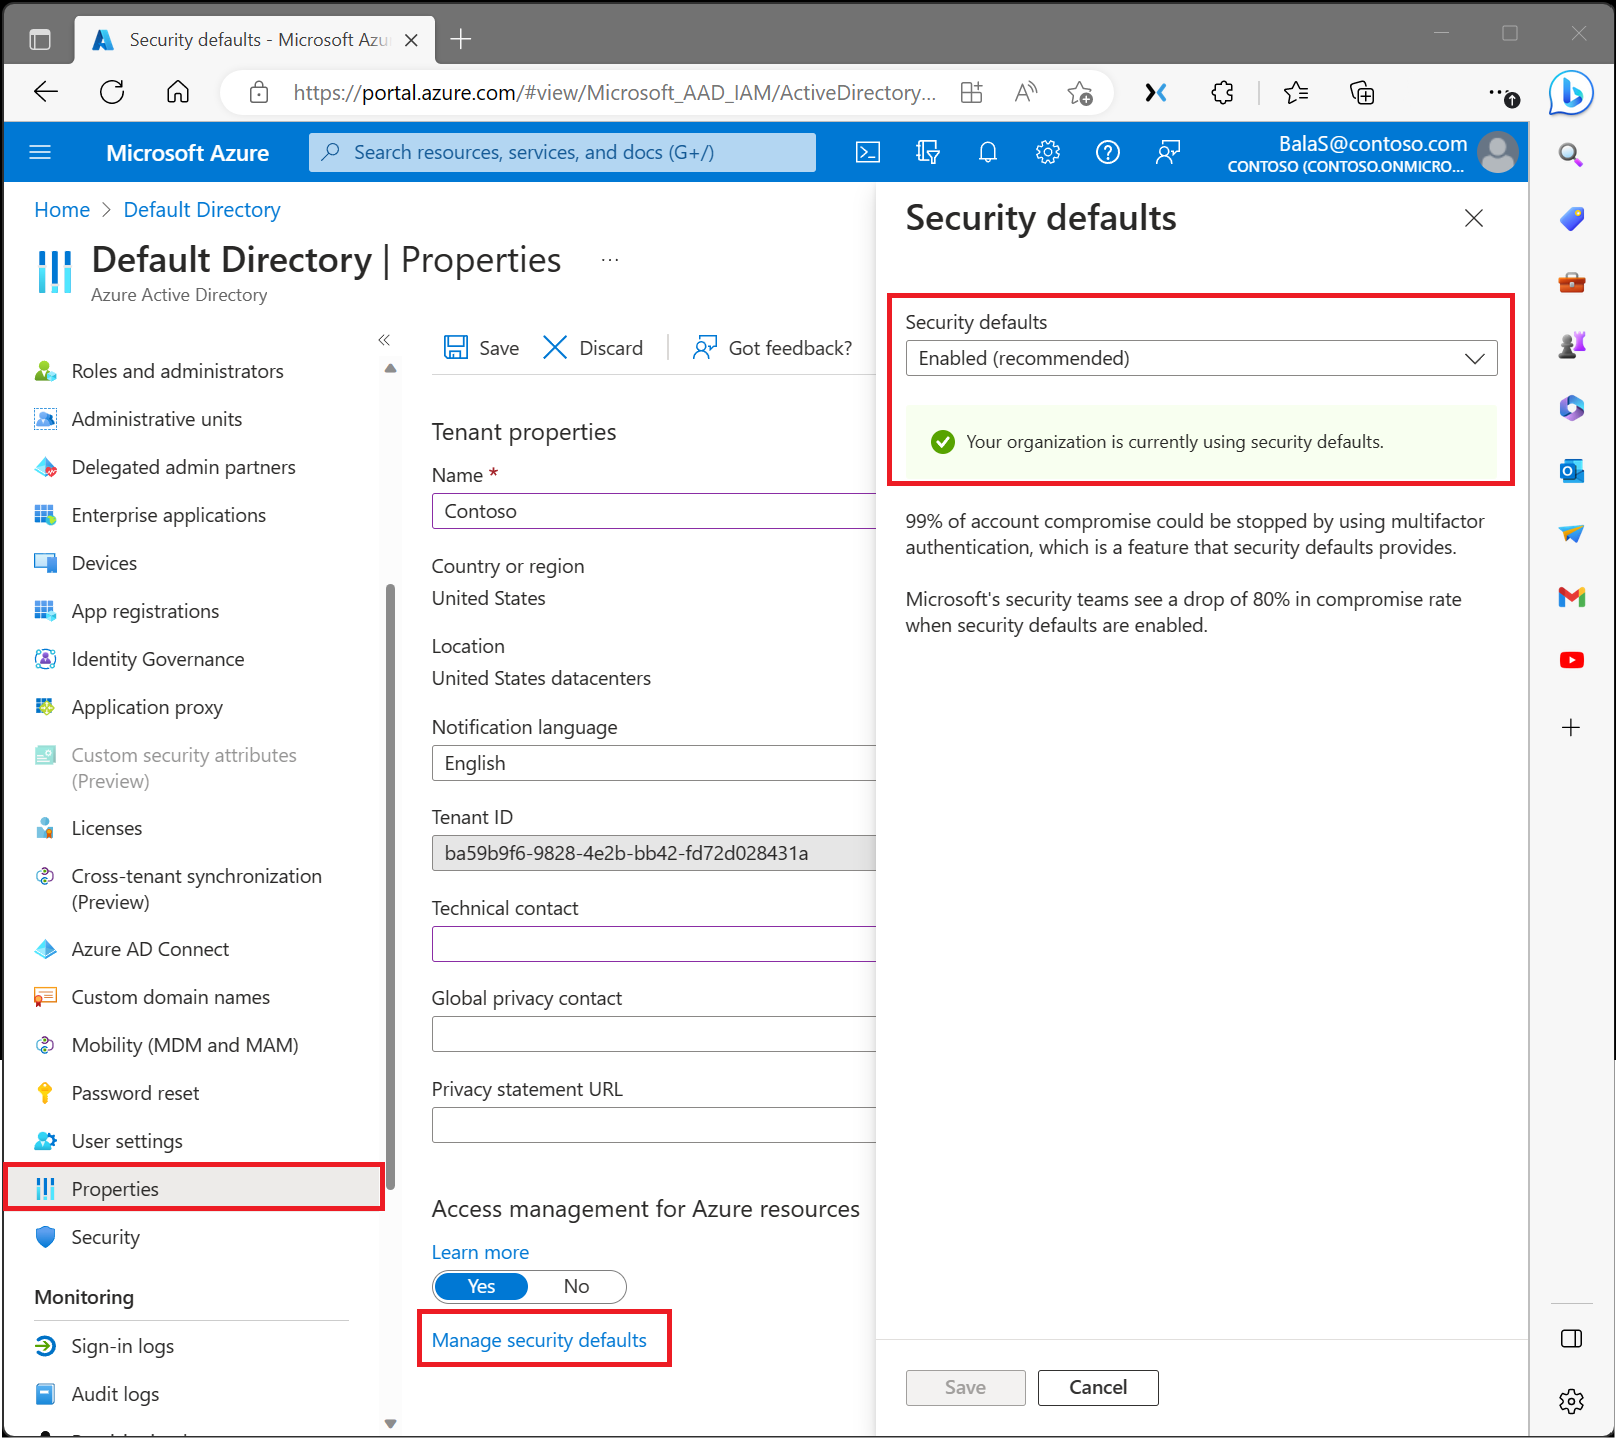 Security defaults - Microsoft Azu
https://portal.azure.com/#view/Microsoft_AAD_IAM/ActiveDirectory...
Microsoft Azure
Search resources, services, and docs (G+/)
BalaS@contoso.com
CONTOSO (CONTOSO.ONMICRO...
Home > Default Directory
Default Directory | Properties ...
Azure Active Directory
Roles and administrators
Administrative units
Delegated admin partners
Enterprise applications
Devices
App registrations
Identity Governance
Application proxy
Custom security attributes
(Preview)
Licenses
Cross-tenant synchronization
(Preview)
Azure AD Connect
Custom domain names
Mobility (MDM and MAM)
Password reset
User settings
Properties
Security
Monitoring
Sign-in logs
Audit logs
Save
Discard
Got feedback?
Tenant properties
Name *
Contoso
Country or region
United States
Location
United States datacenters
Notification language
English
Tenant ID
ba59b9f6-9828-4e2b-bb42-fd72d028431a
Technical contact
Global privacy contact
Privacy statement URL
Access management for Azure resources
Learn more
Yes No
Manage security defaults
Security defaults
Security defaults
Enabled (recommended)
Your organization is currently using security defaults.
99% of account compromise could be stopped by using multifactor
authentication, which is a feature that security defaults provides.
Microsoft's security teams see a drop of 80% in compromise rate
when security defaults are enabled.
Save
Cancel